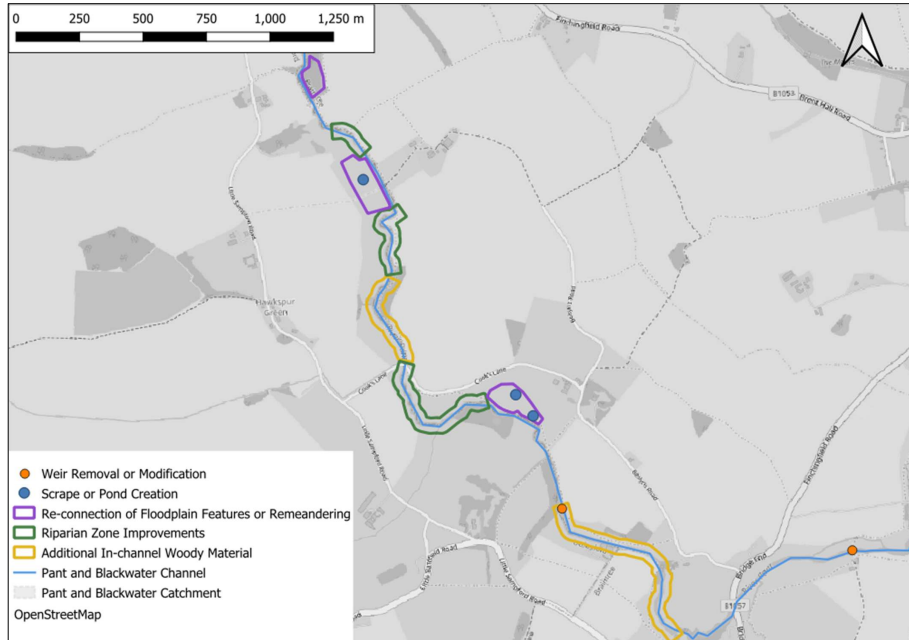 0 250 500 750 1,000 1,250 m
Finchingfield Road
B1053
Brent Hall Road
Little Sampford Road
Hawkspur
Green
Cook's Lane
Cook's Lane
Little Sampford Road
Finchingfield Road
Weir Removal or Modification
Scrape or Pond Creation
Re-connection of Floodplain Features or Remeandering
Riparian Zone Improvements
Additional In-channel Woody Material
Pant and Blackwater Channel
Pant and Blackwater Catchment
OpenStreetMap
Little Sampford Road
Braintree
Bridge End
B1057